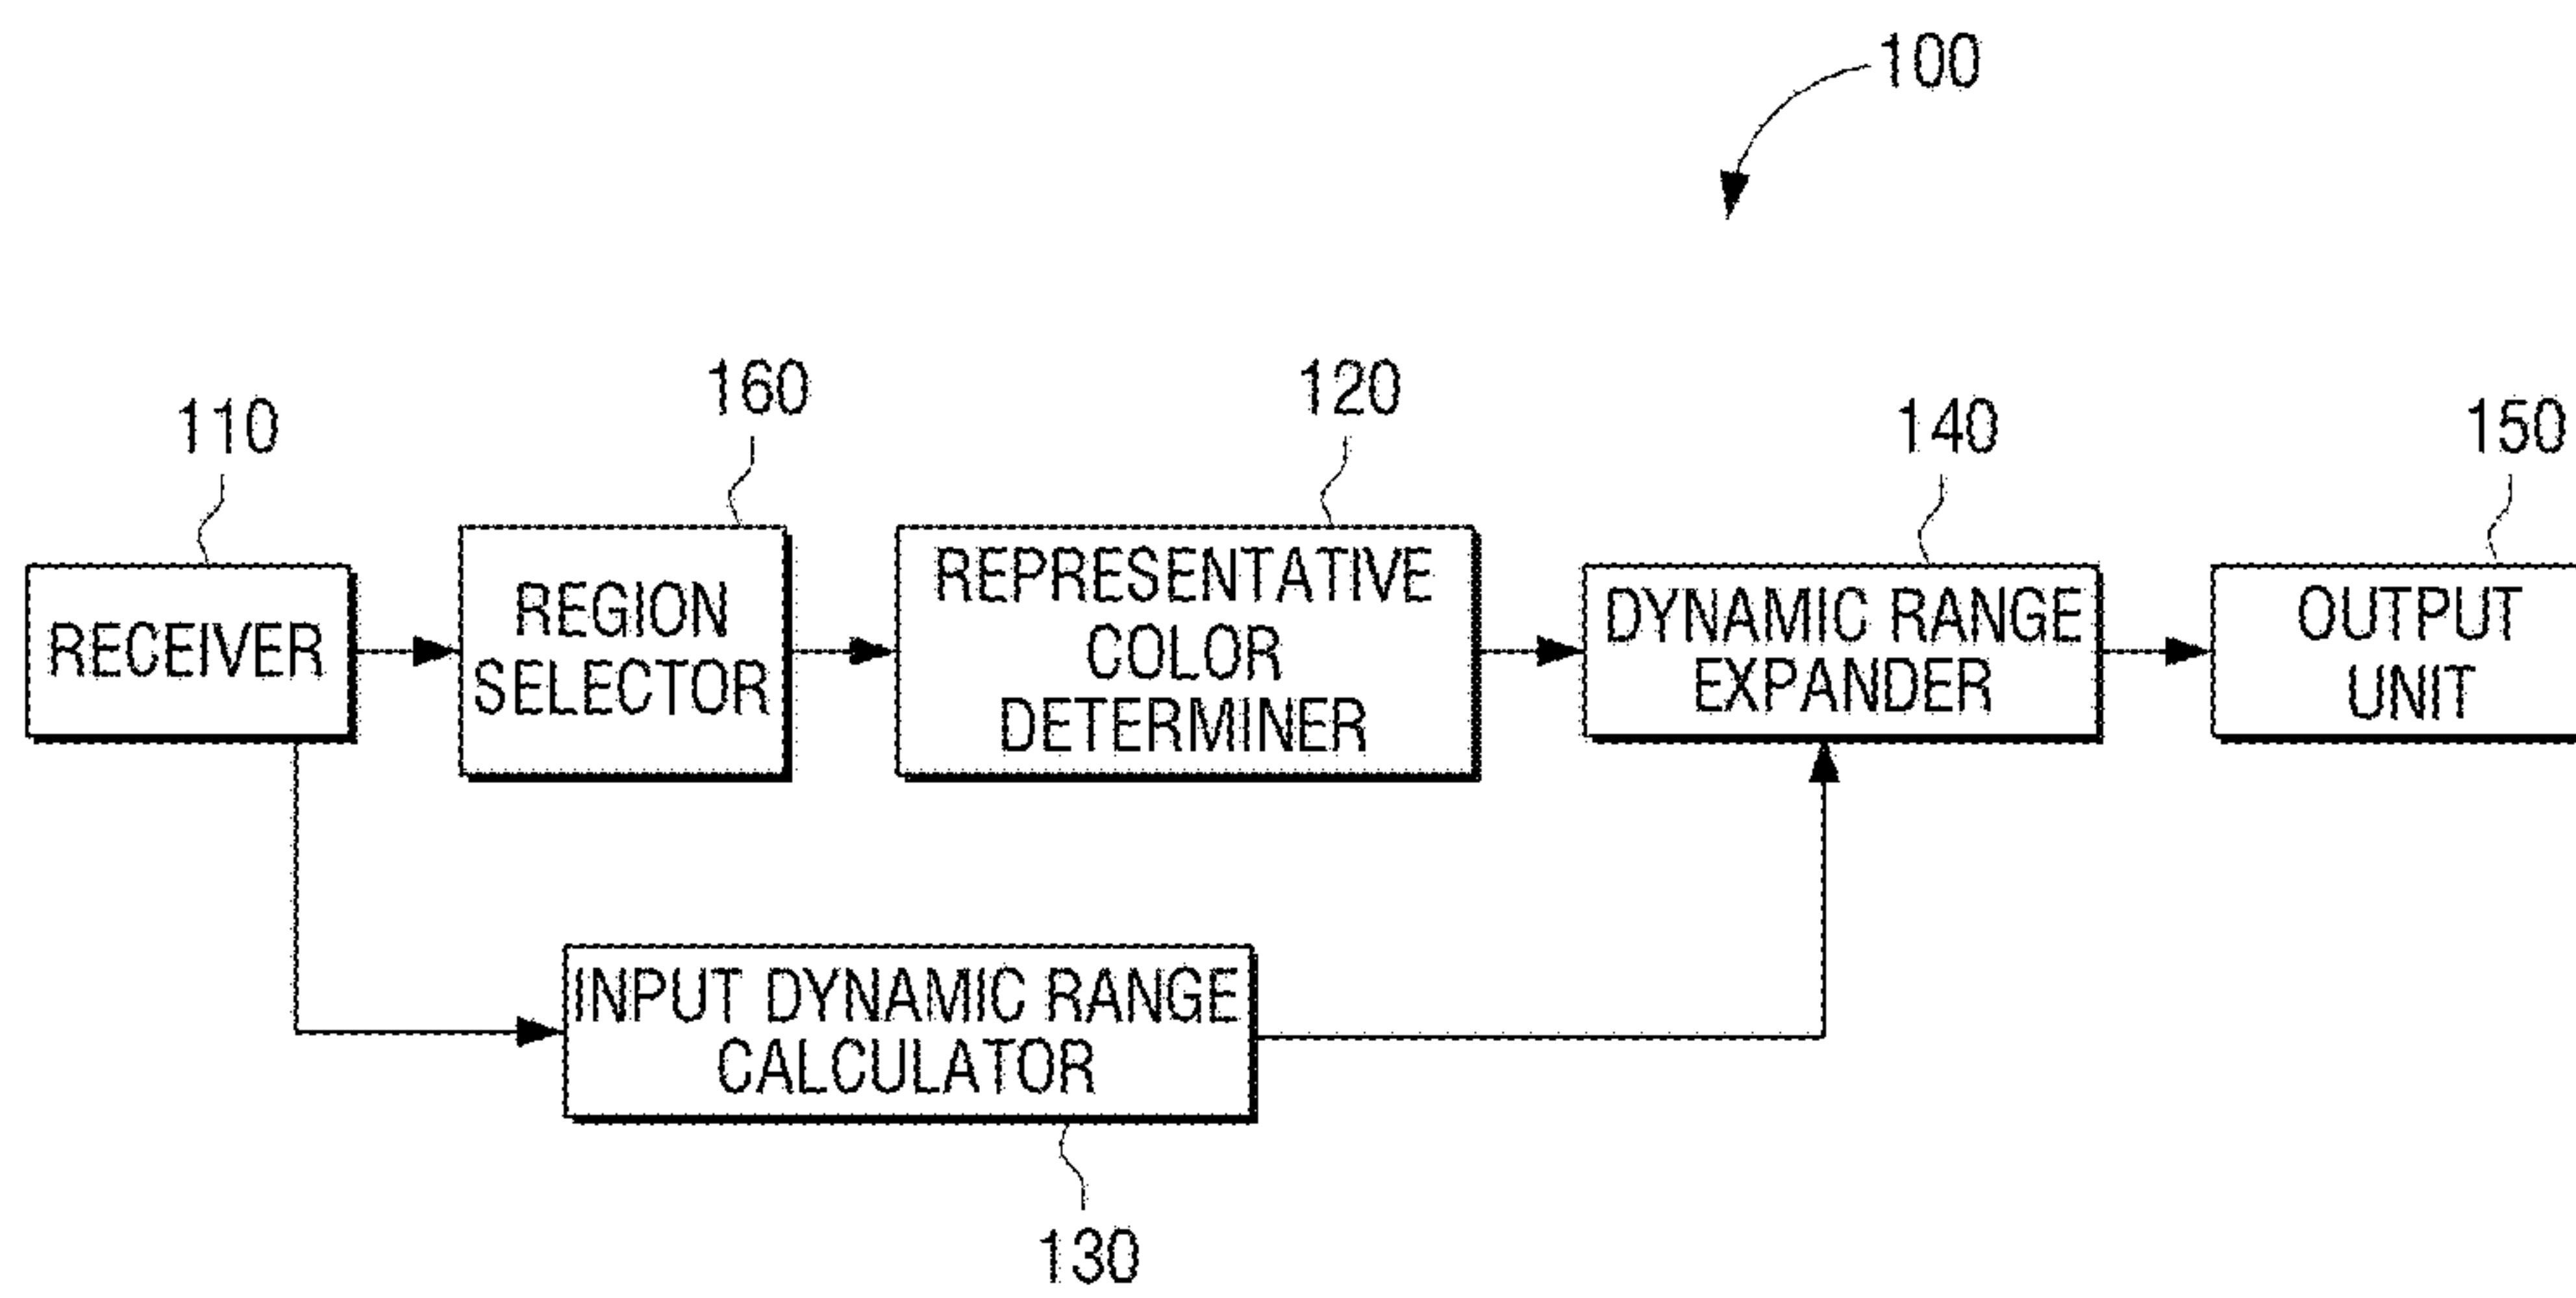 100
110
160
120
140
150
RECEIVER
REGION
SELECTOR
REPRESENTATIVE
COLOR
DETERMINER
DYNAMIC RANGE
EXPANDER
OUTPUT
UNIT
INPUT DYNAMIC RANGE
CALCULATOR
130